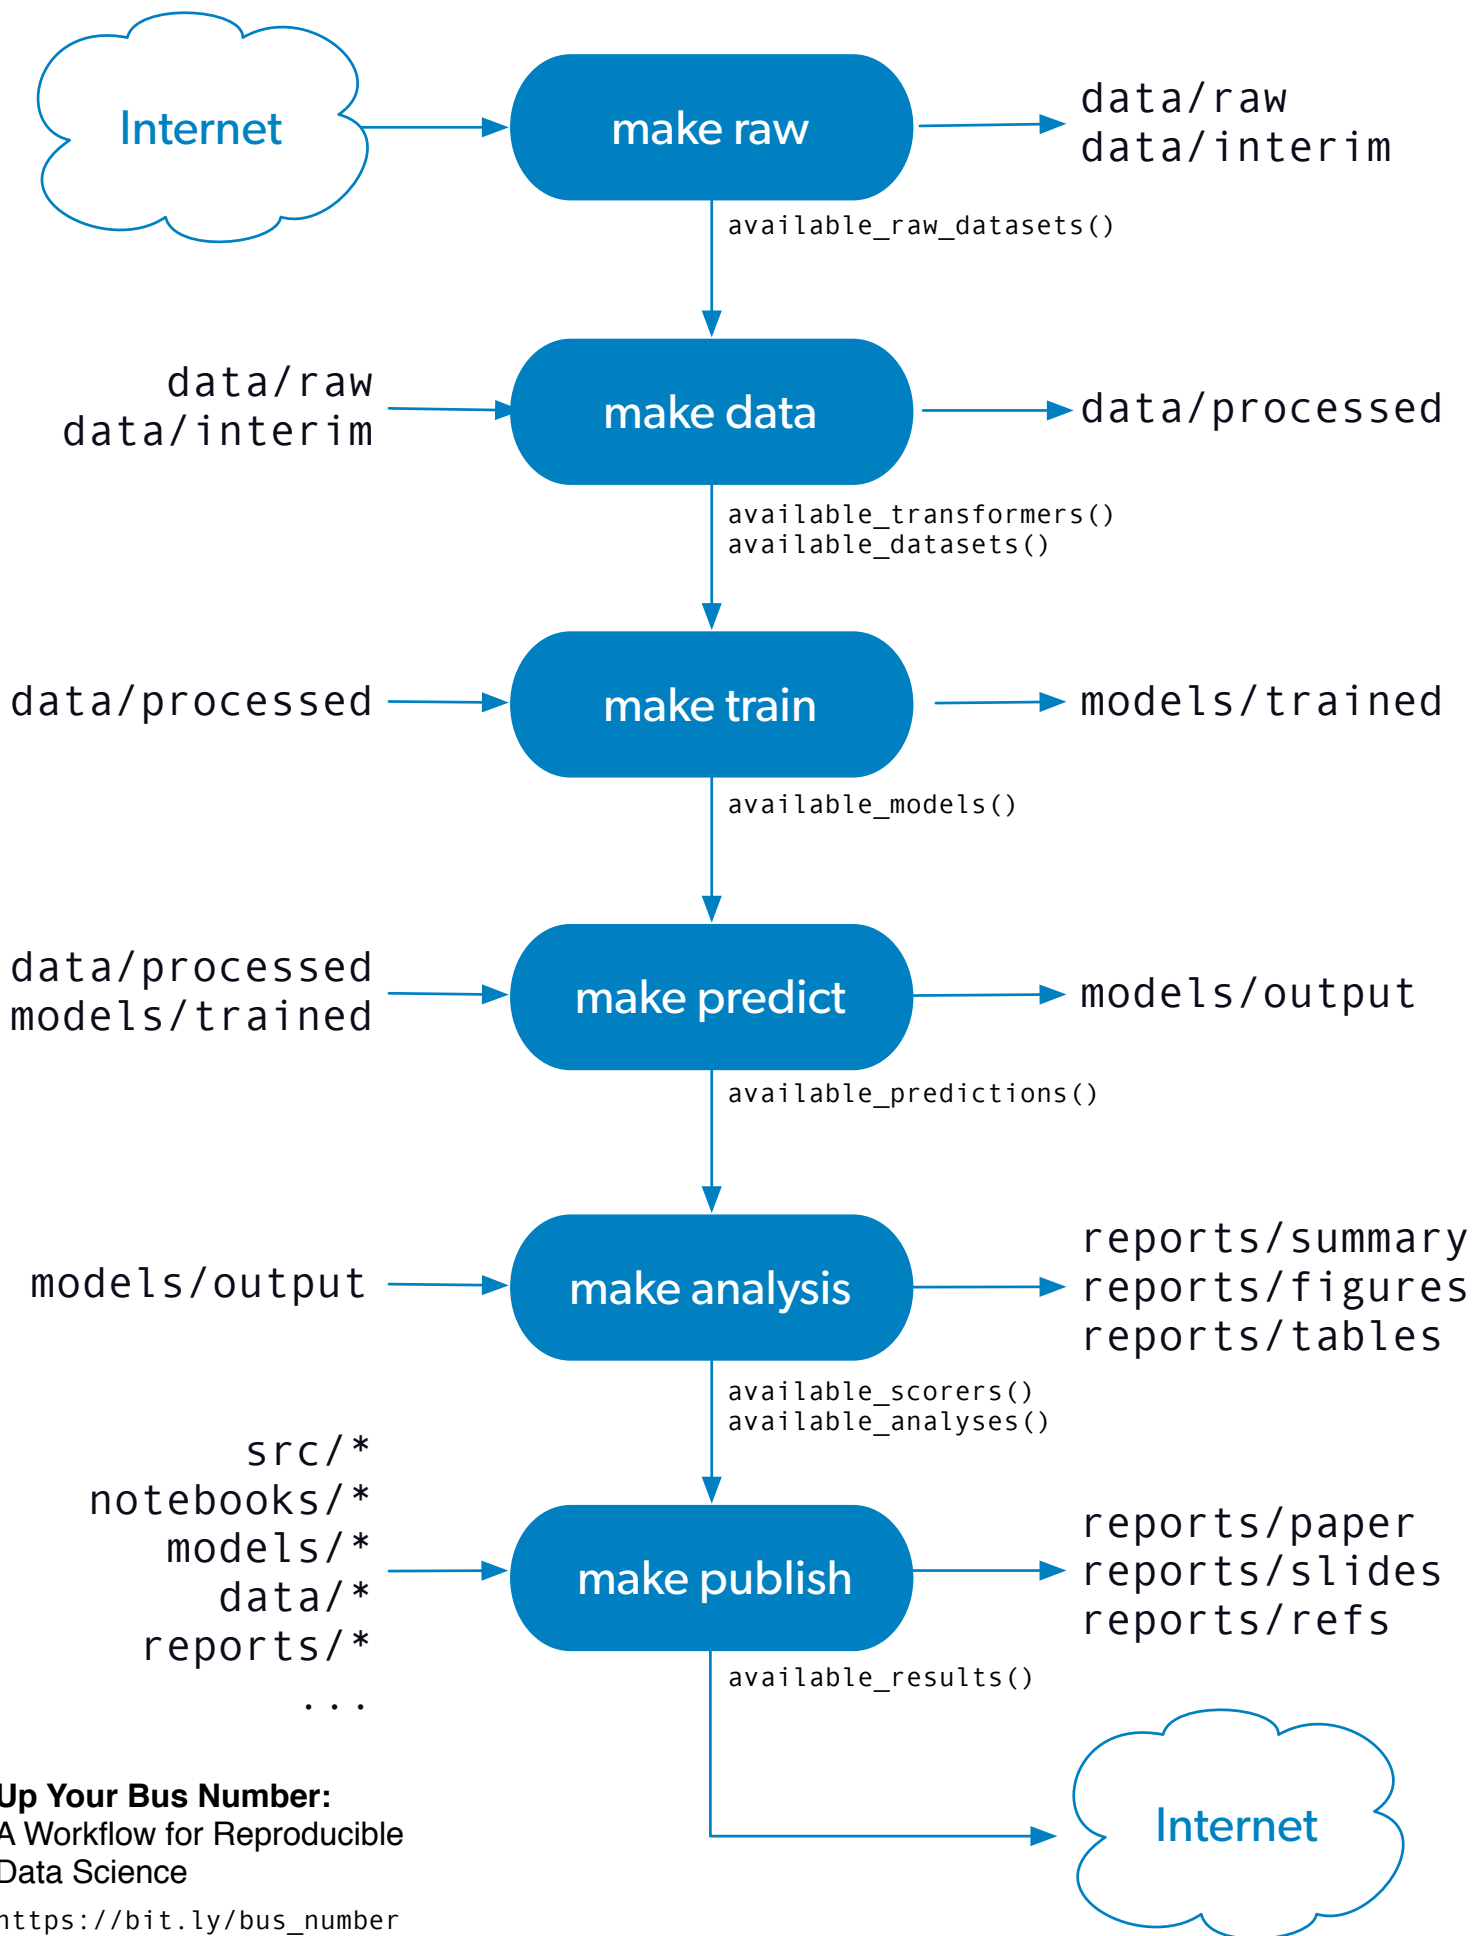 Internet
make raw
data/raw
data/interim
available_raw_datasets()
data/raw
data/interim
make data
data/processed
available_transformers()
available_datasets()
data/processed
make train
models/trained
available_models()
data/processed
models/trained
make predict
models/output
available_predictions()
models/output
make analysis
reports/summary
reports/figures
reports/tables
available_scorers()
available_analyses()
src/*
notebooks/*
models/*
data/*
reports/*
...
make publish
reports/paper
reports/slides
reports/refs
available_results()
Internet
Up Your Bus Number:
A Workflow for Reproducible
Data Science
https://bit.ly/bus_number